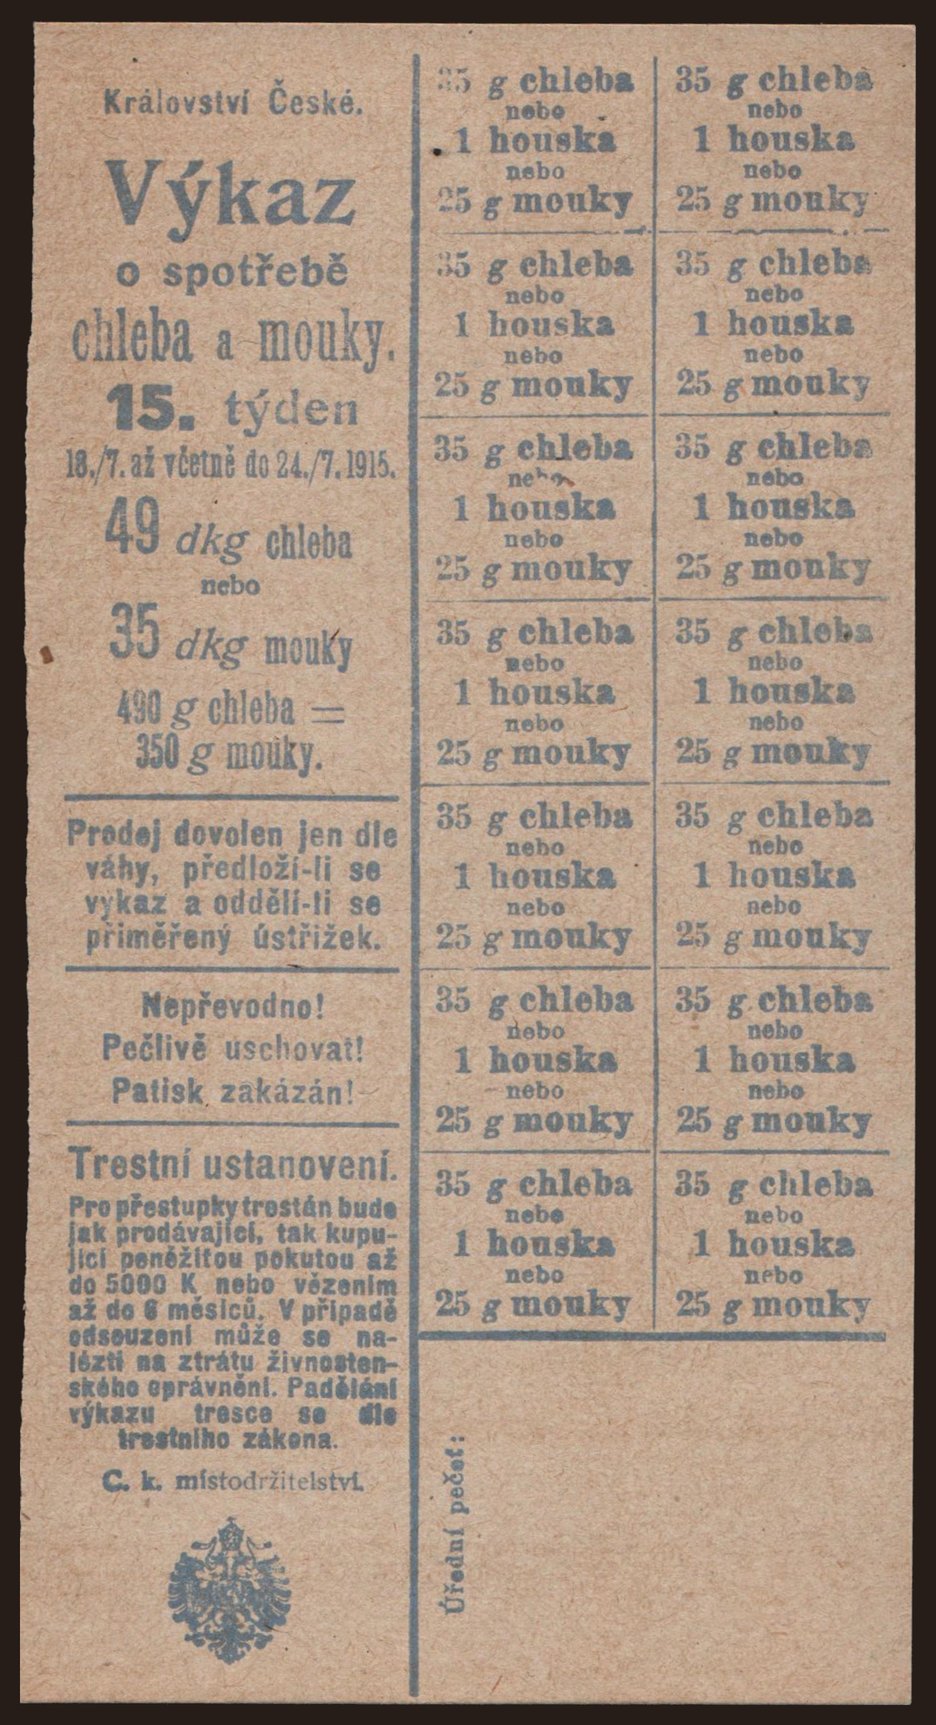 Království České.
Výkaz
o spotřebě
chleba a mouky.
15. týden
18./7. až včetně do 24./7. 1915.
49 dkg chleba
nebo
35 dkg mouky
490 g chleba =
350 g mouky.
Prodej dovolen jen dle
váhy, předloží-li se
výkaz a oddělí-li se
přiměřený ústřižek.
Nepřevodno!
Pečlivě uschovat!
Patisk zakázán!
Trestní ustanovení.
Pro přestupky trestán bude
jak prodávající, tak kupu-
jící peněžitou pokutou až
do 5000 K nebo vězením
až do 6 měsíců. V případě
odsouzení může se na-
lézti na ztrátu živnosten-
ského oprávnění. Padělání
výkazu tresce se dle
trestního zákona.
C. k. místodržitelství.
35 g chleba
nebo
1 houska
nebo
25 g mouky
35 g chleba
nebo
1 houska
nebo
25 g mouky
35 g chleba
nebo
1 houska
nebo
25 g mouky
35 g chleba
nebo
1 houska
nebo
25 g mouky
35 g chleba
nebo
1 houska
nebo
25 g mouky
35 g chleba
nebo
1 houska
nebo
25 g mouky
35 g chleba
nebo
1 houska
nebo
25 g mouky
35 g chleba
nebo
1 houska
nebo
25 g mouky
35 g chleba
nebo
1 houska
nebo
25 g mouky
35 g chleba
nebo
1 houska
nebo
25 g mouky
35 g chleba
nebo
1 houska
nebo
25 g mouky
35 g chleba
nebo
1 houska
nebo
25 g mouky
35 g chleba
nebo
1 houska
nebo
25 g mouky
35 g chleba
nebo
1 houska
nebo
25 g mouky
Úřední pečeť: